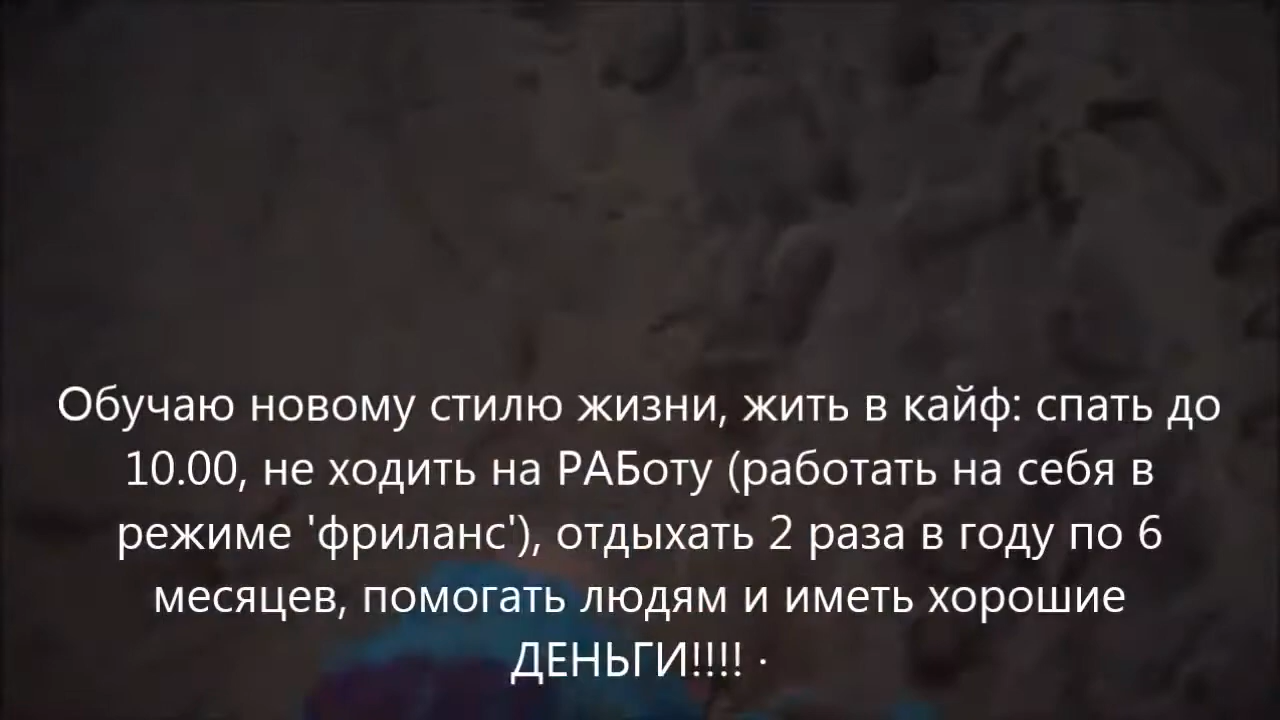 Обучаю новому стилю жизни, жить в кайф: спать до
10.00, не ходить на РАБоту (работать на себя в
режиме 'фриланс'), отдыхать 2 раза в году по 6
месяцев, помогать людям и иметь хорошие
ДЕНЬГИ!!!! ·